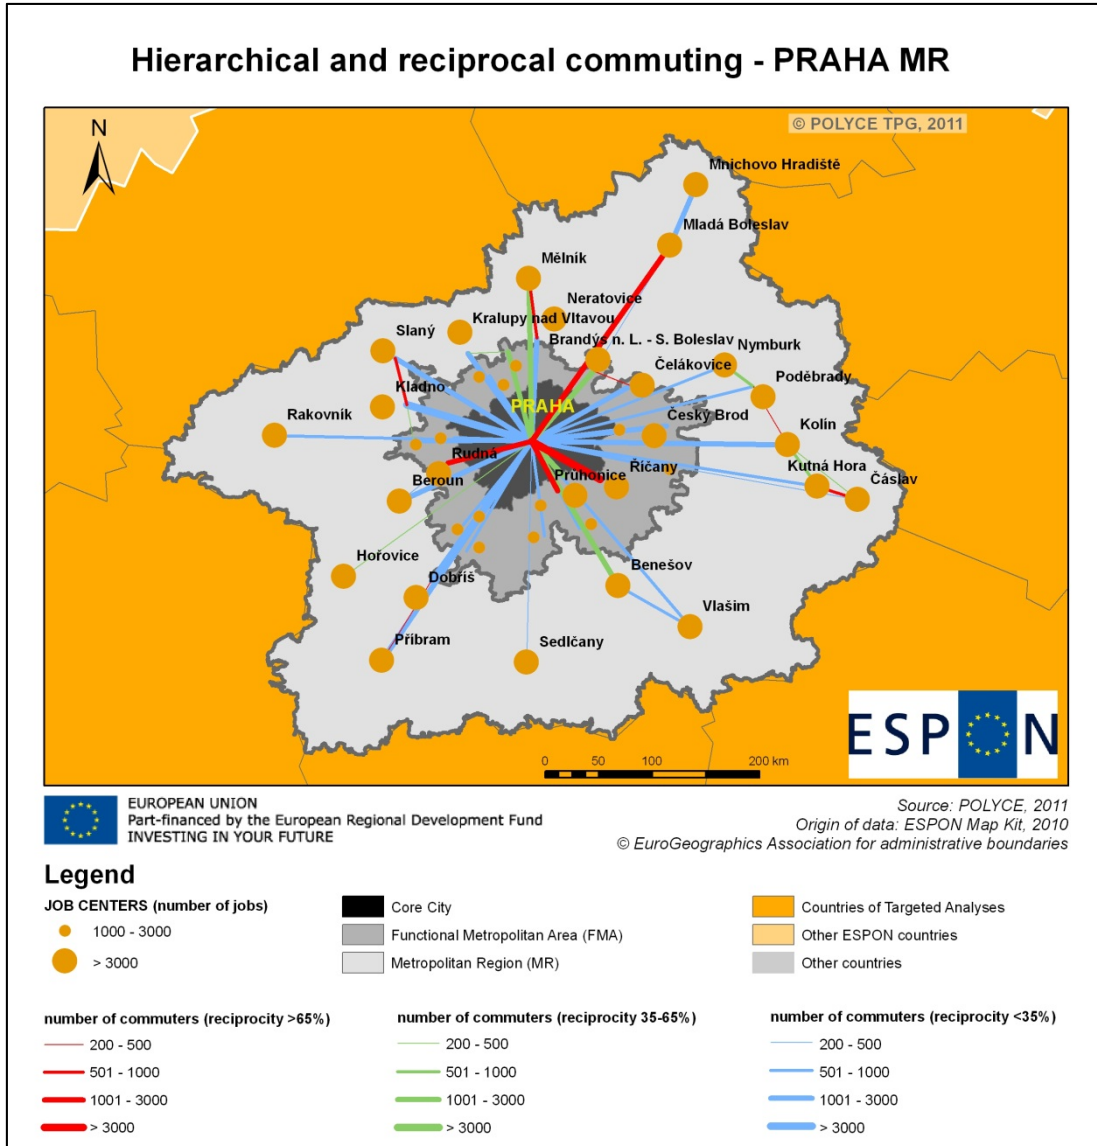 Hierarchical and reciprocal commuting - PRAHA MR
© POLYCE TPG, 2011
N
Mnichovo Hradiště
Mladá Boleslav
Mělník
Neratovice
Kralupy nad Vltavou
Slaný
Brandýs n. L. - S. Boleslav
Nymburk
Čelákovice
Poděbrady
Kladno
PRAHA
Rakovník
Český Brod
Kolín
Rudná
Říčany
Kutná Hora
Beroun
Průhonice
Čáslav
Hořovice
Benešov
Dobříš
Vlašim
Příbram
Sedlčany
0 50 100 200 km
ESPON
EUROPEAN UNION
Part-financed by the European Regional Development Fund
INVESTING IN YOUR FUTURE
Source: POLYCE, 2011
Origin of data: ESPON Map Kit, 2010
© EuroGeographics Association for administrative boundaries
Legend
JOB CENTERS (number of jobs)
1000 - 3000
> 3000
Core City
Functional Metropolitan Area (FMA)
Metropolitan Region (MR)
Countries of Targeted Analyses
Other ESPON countries
Other countries
number of commuters (reciprocity >65%)
200 - 500
501 - 1000
1001 - 3000
> 3000
number of commuters (reciprocity 35-65%)
200 - 500
501 - 1000
1001 - 3000
> 3000
number of commuters (reciprocity <35%)
200 - 500
501 - 1000
1001 - 3000
> 3000